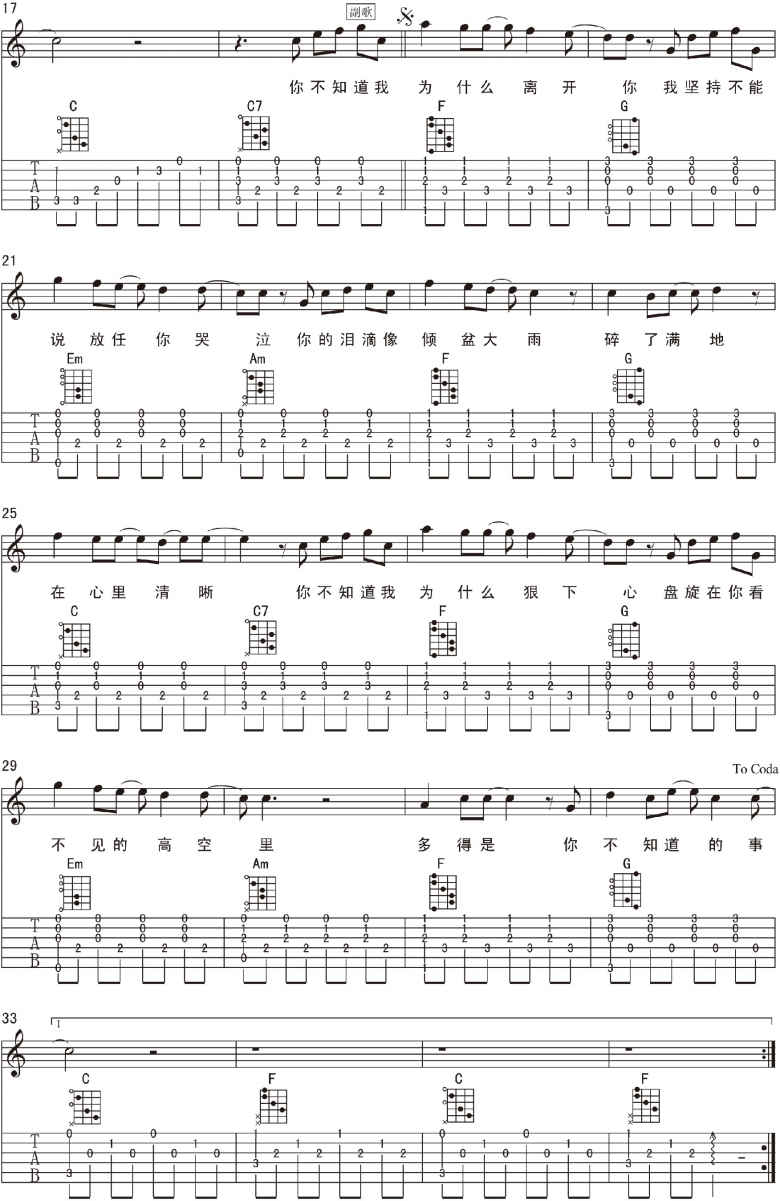 17
副歌
你不知道我 为 什么 离 开 你 我坚持不能
C C7 F G
21
说 放任 你 哭 泣 你的泪滴像 倾 盆大 雨 碎 了满 地
Em Am F G
25
在 心里 清 晰 你不知道我 为 什么 狠 下 心 盘旋在你看
C C7 F G
29
To Coda
不 见的 高 空 里 多 得是 你 不 知道 的 事
Em Am F G
33
1
C F C F